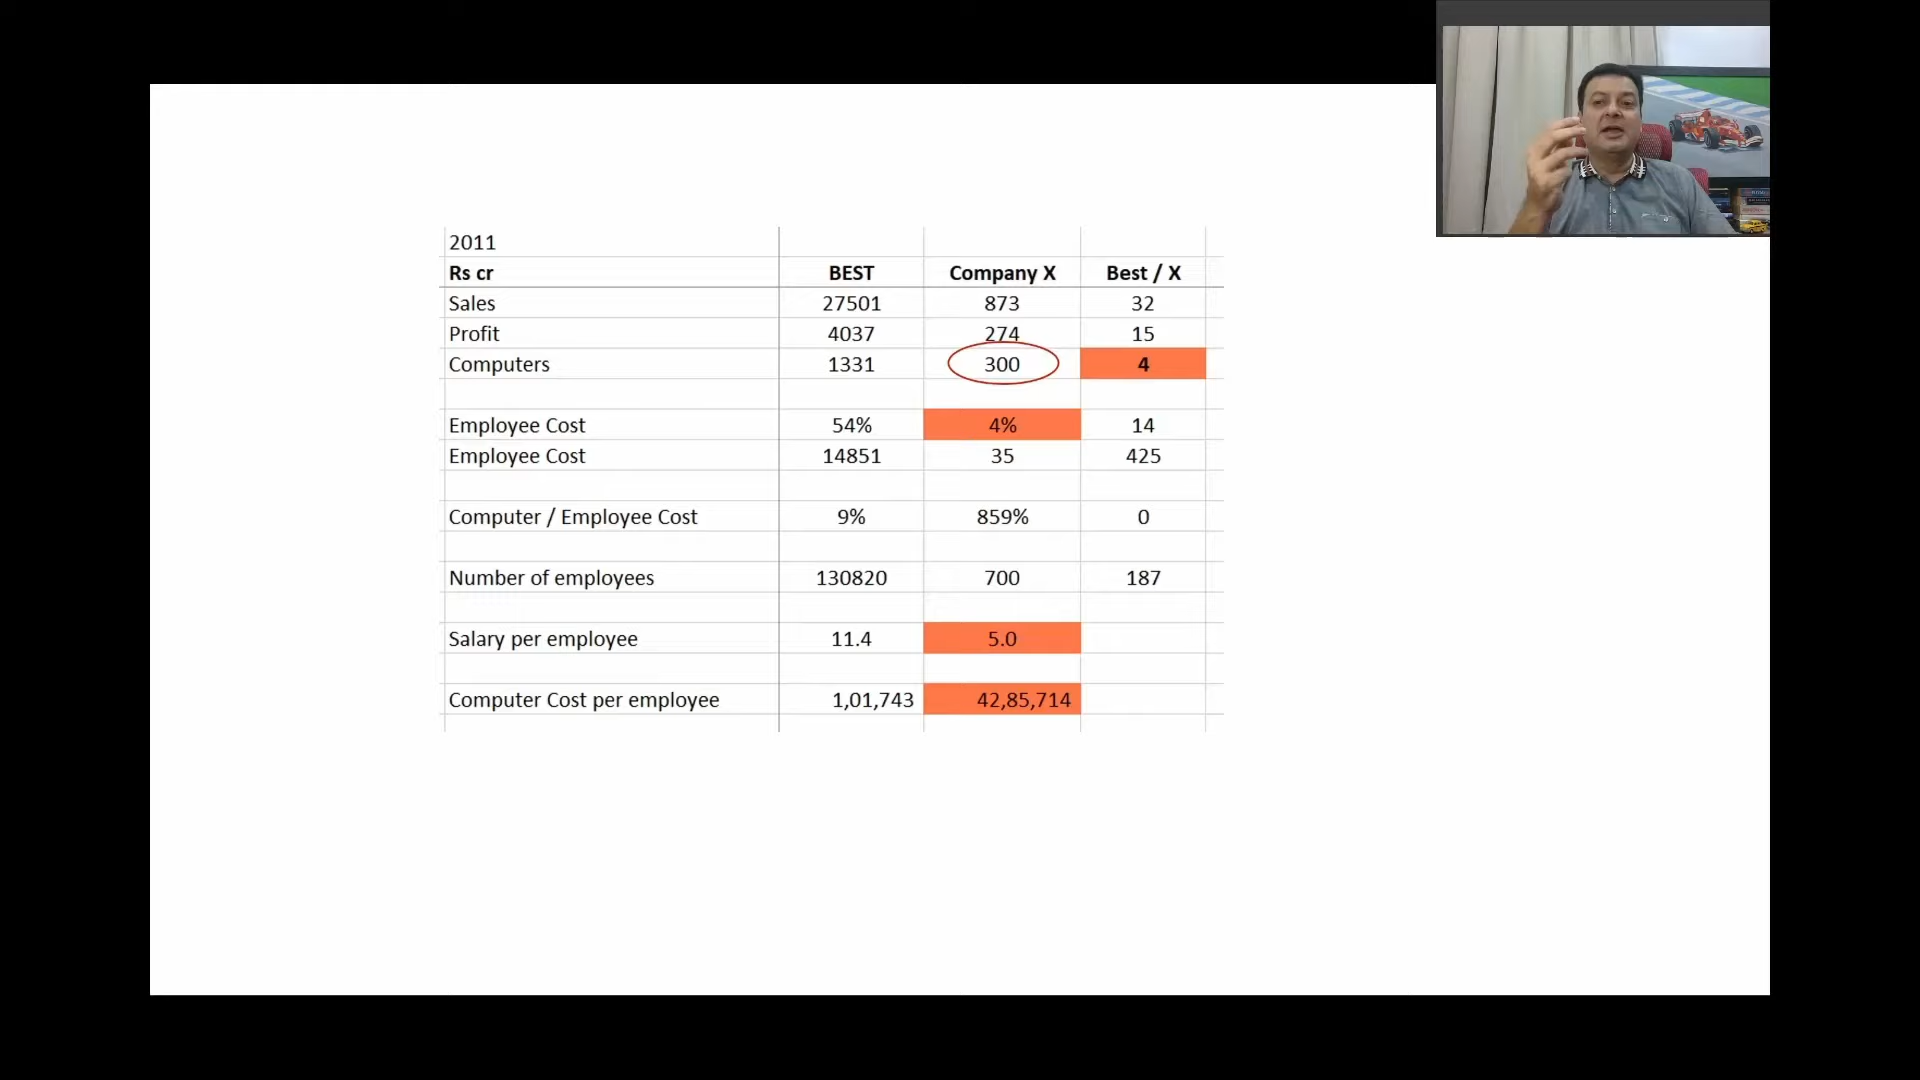 2011
Rs cr BEST Company X Best / X
Sales 27501 873 32
Profit 4037 274 15
Computers 1331 300 4
Employee Cost 54% 4% 14
Employee Cost 14851 35 425
Computer / Employee Cost 9% 859% 0
Number of employees 130820 700 187
Salary per employee 11.4 5.0
Computer Cost per employee 1,01,743 42,85,714